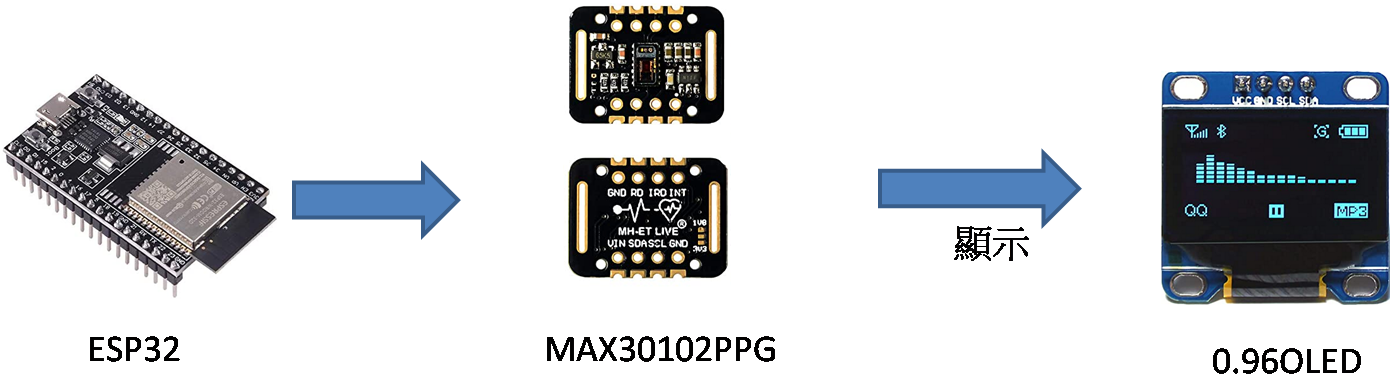 GND RD IRD INT
MH-ET LIVE®
1V8
3V3
VIN SDA SCL GND
VCC GND SCL SDA
G
QQ
MP3
顯示
ESP32
MAX30102PPG
0.96OLED